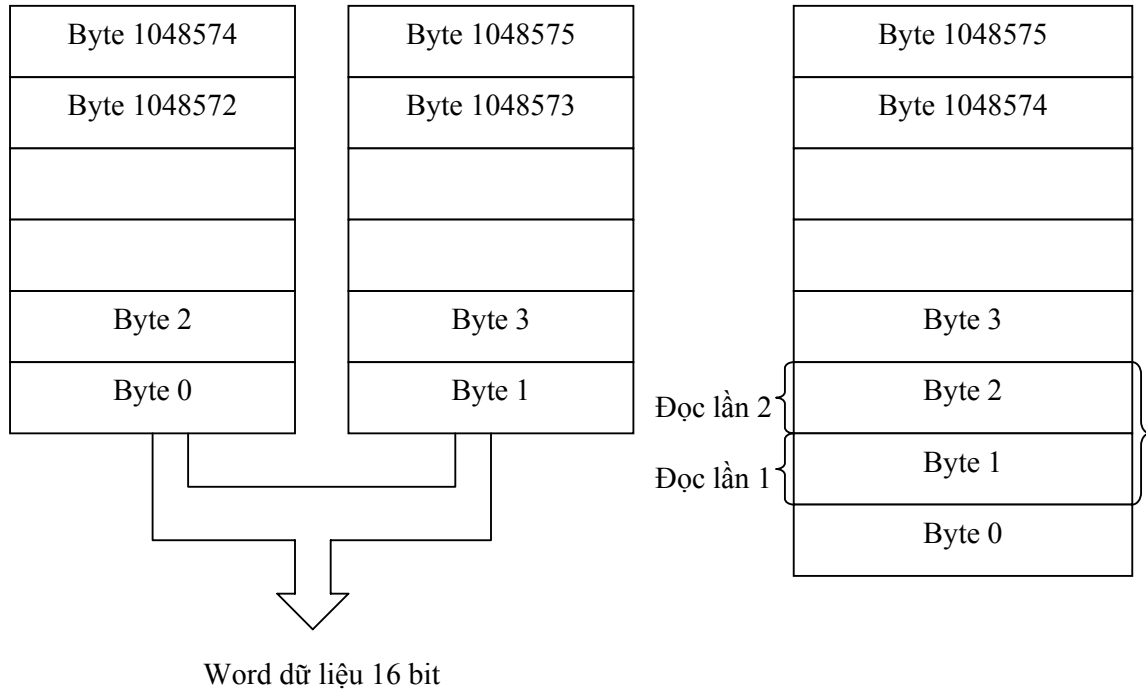 Byte 1048574
Byte 1048572
Byte 2
Byte 0
Byte 1048575
Byte 1048573
Byte 3
Byte 1
Word dữ liệu 16 bit
Byte 1048575
Byte 1048574
Byte 3
Đọc lần 2
Byte 2
Đọc lần 1
Byte 1
Byte 0